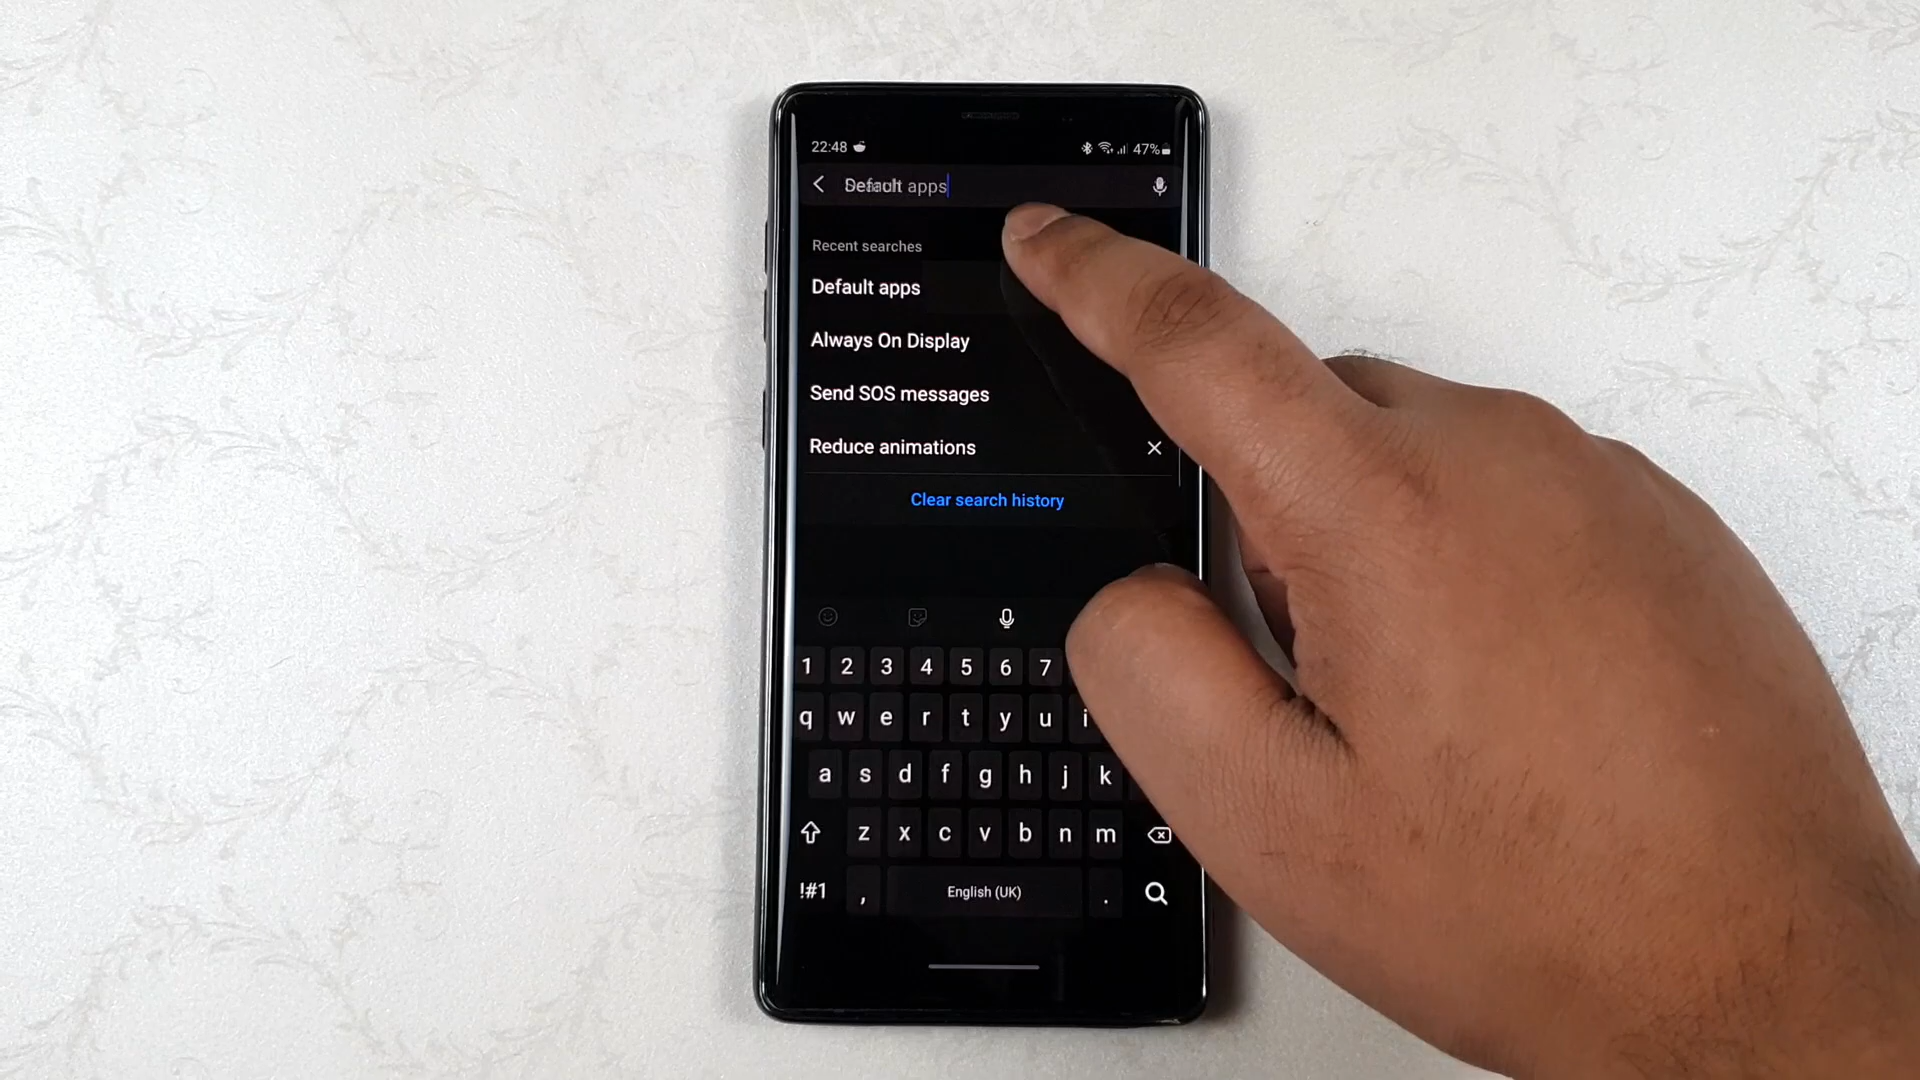 22:48 47%
Default apps
Recent searches
Default apps
Always On Display
Send SOS messages
Reduce animations
Clear search history
1 2 3 4 5 6 7
q w e r t y u i
a s d f g h j k
z x c v b n m
!#1 , English (UK) .